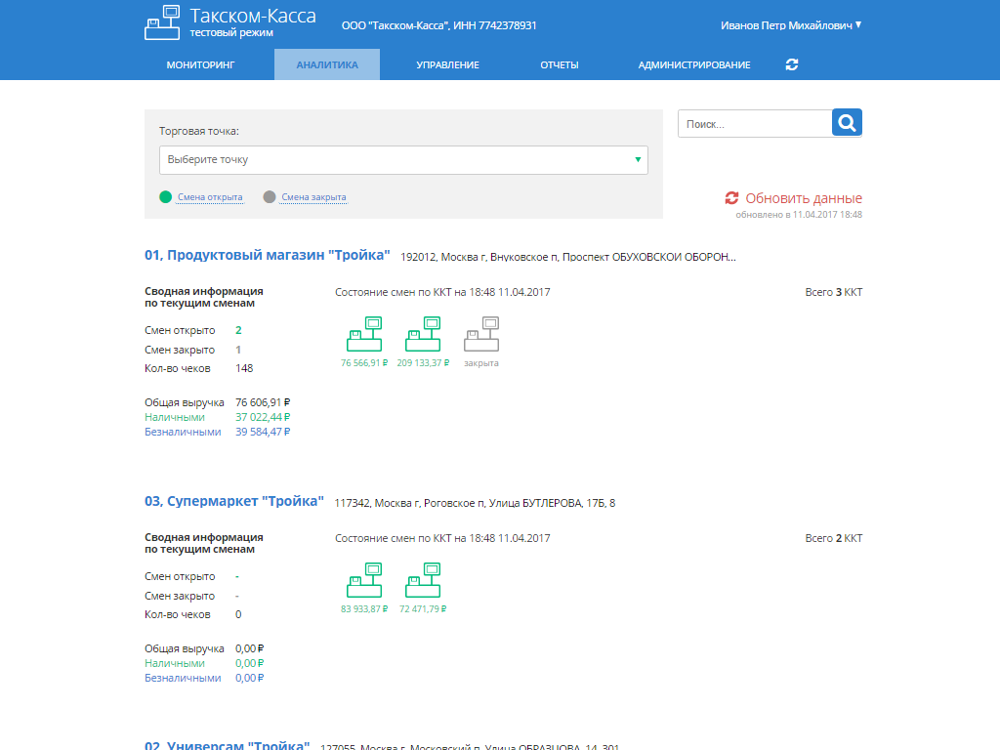 Такском-Касса
тестовый режим
ООО "Такском-Касса", ИНН 7742378931
Иванов Петр Михайлович ▼
МОНИТОРИНГ АНАЛИТИКА УПРАВЛЕНИЕ ОТЧЕТЫ АДМИНИСТРИРОВАНИЕ
Торговая точка:
Выберите точку
Смена открыта Смена закрыта
Поиск...
Обновить данные
обновлено в 11.04.2017 18:48
01, Продуктовый магазин "Тройка" 192012, Москва г, Внуковское п, Проспект ОБУХОВСКОЙ ОБОРОН...
Сводная информация
по текущим сменам
Смен открыто 2
Смен закрыто 1
Кол-во чеков 148
Общая выручка 76 606,91 ₽
Наличными 37 022,44 ₽
Безналичными 39 584,47 ₽
Состояние смен по ККТ на 18:48 11.04.2017
Всего 3 ККТ
76 566,91 ₽ 209 133,37 ₽ закрыта
03, Супермаркет "Тройка" 117342, Москва г, Роговское п, Улица БУТЛЕРОВА, 17Б, 8
Сводная информация
по текущим сменам
Смен открыто -
Смен закрыто -
Кол-во чеков 0
Общая выручка 0,00 ₽
Наличными 0,00 ₽
Безналичными 0,00 ₽
Состояние смен по ККТ на 18:48 11.04.2017
Всего 2 ККТ
83 933,87 ₽ 72 471,79 ₽
02, Универсам "Тройка" 127055, Москва г, Московский п, Улица ОБРАЗЦОВА, 14, 301